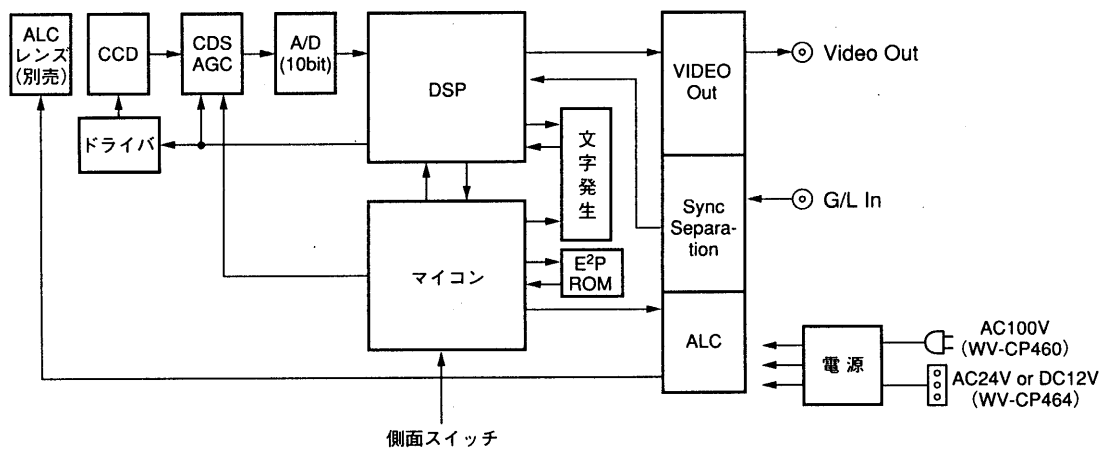 ALC
レンズ
(別売)
CCD
CDS
AGC
A/D
(10bit)
DSP
VIDEO
Out
Video Out
ドライバ
文字発生
Sync
Separa-
tion
G/L In
マイコン
E²P
ROM
ALC
電源
AC100V
(WV-CP460)
AC24V or DC12V
(WV-CP464)
側面スイッチ